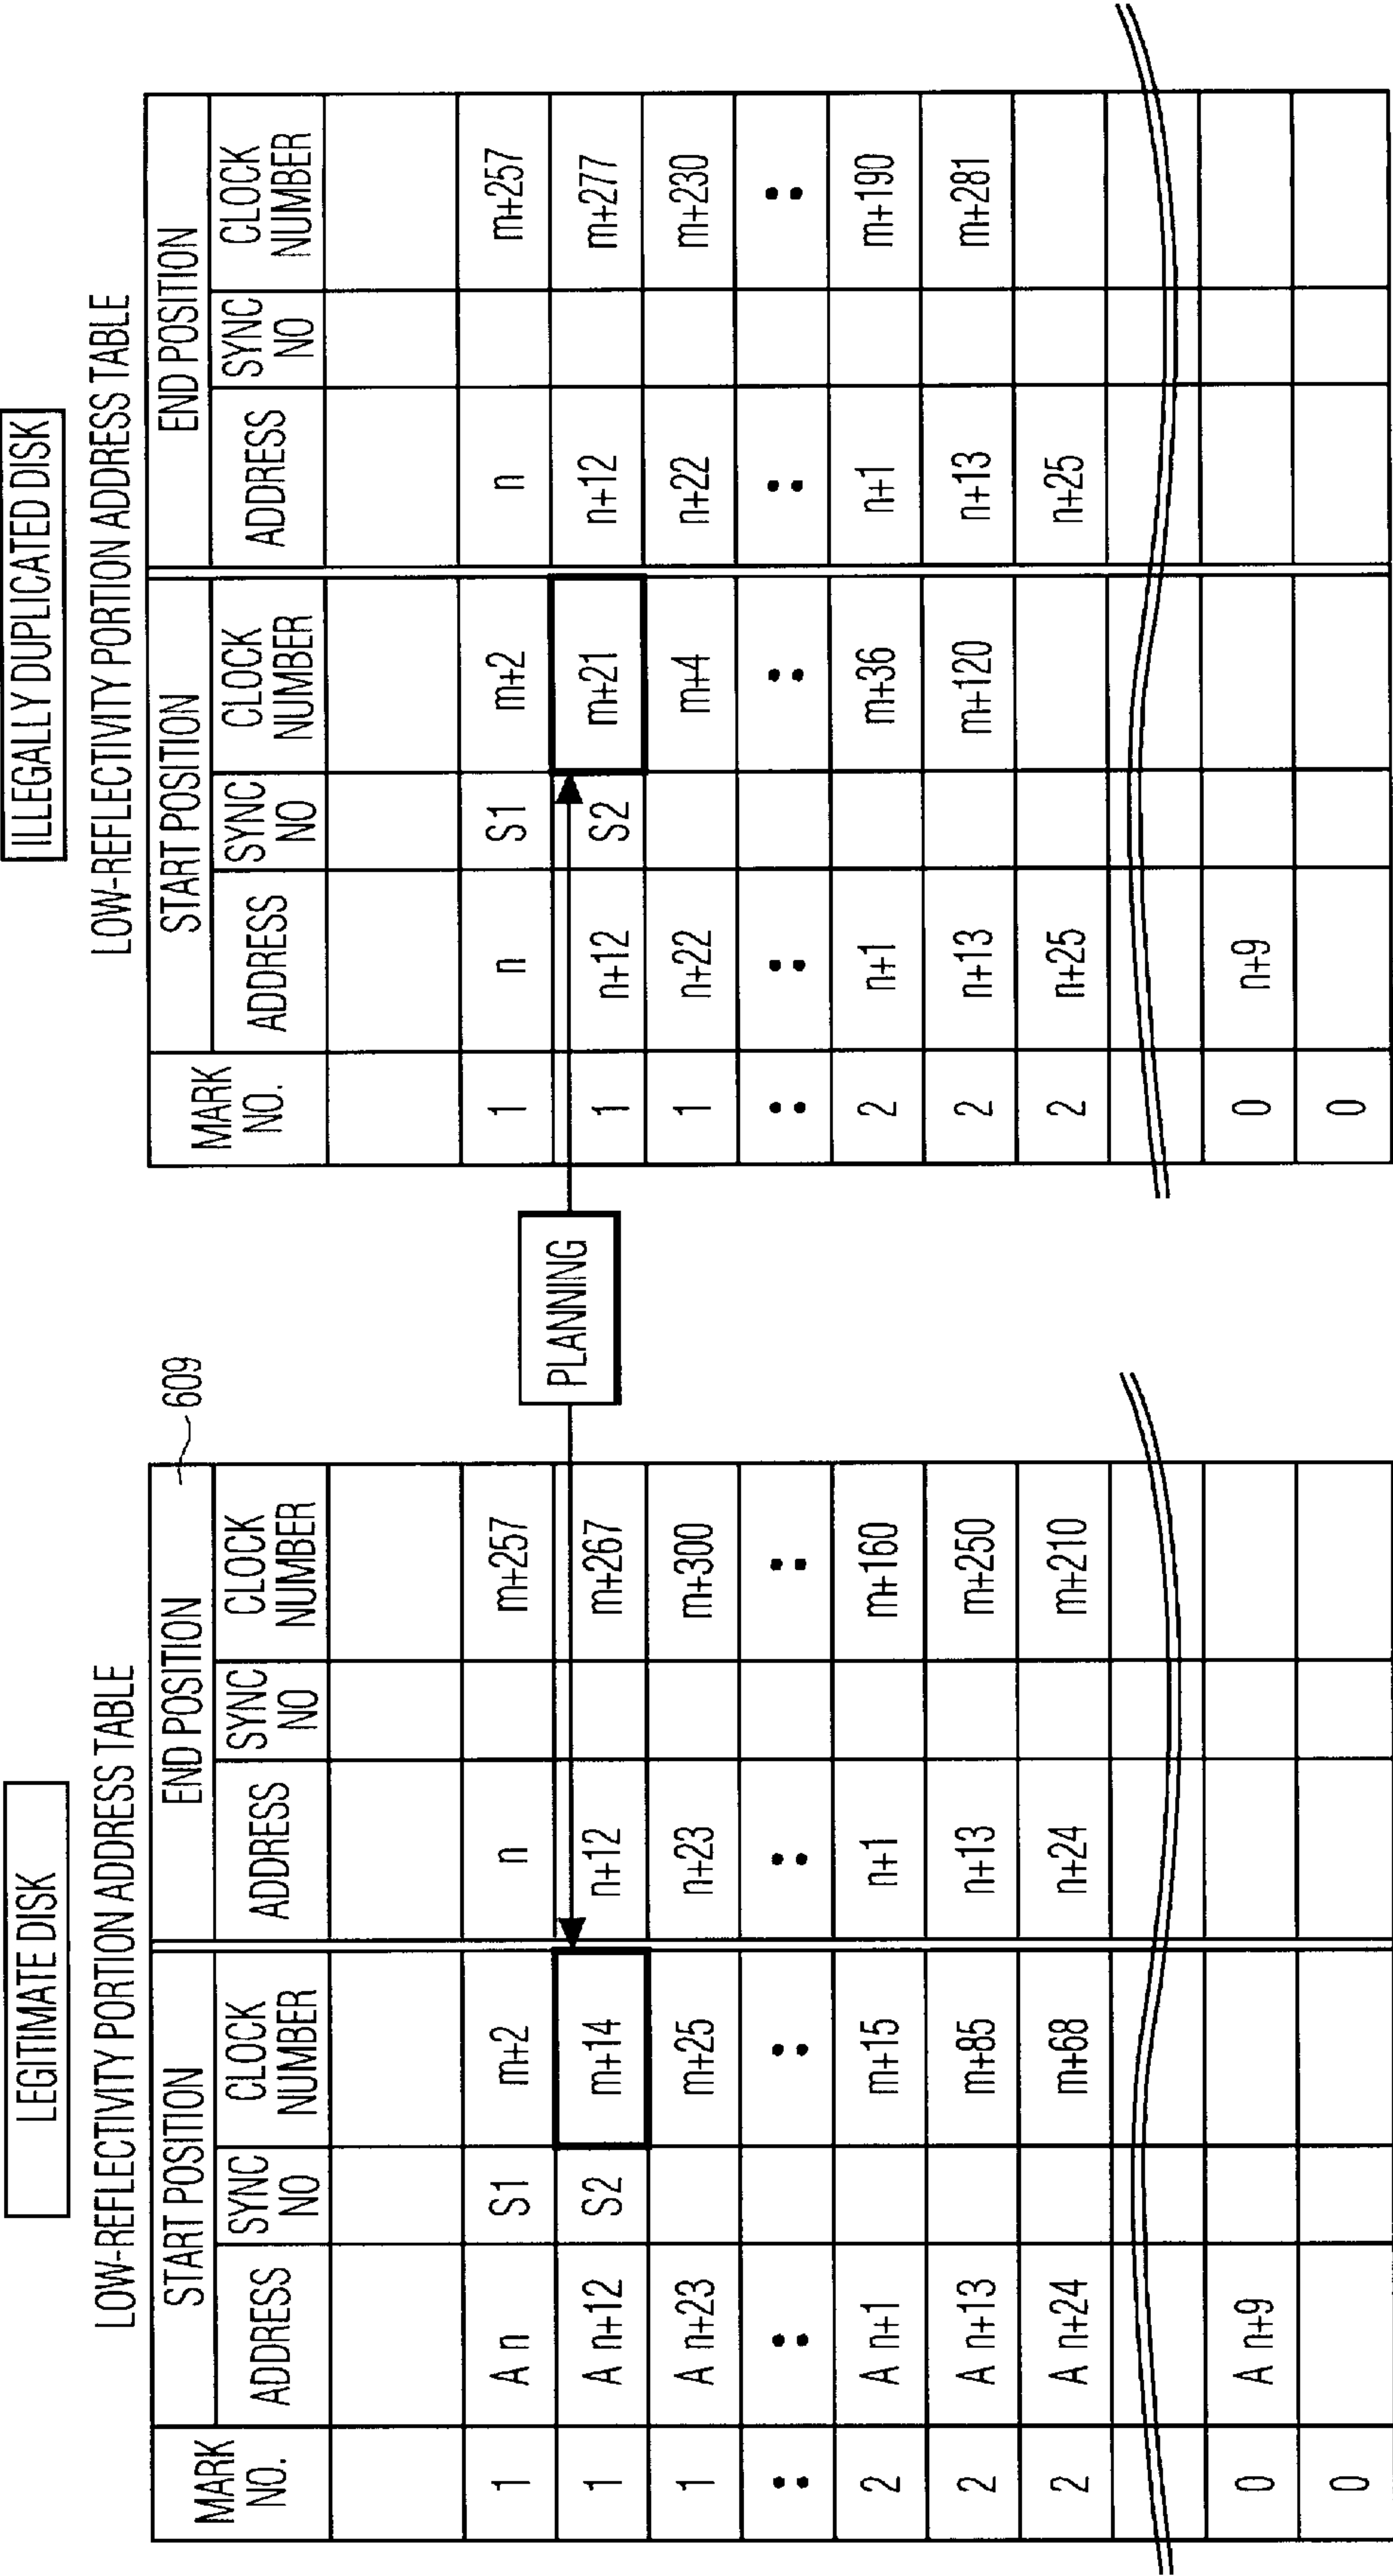 LEGITIMATE DISK
LOW-REFLECTIVITY PORTION ADDRESS TABLE
609
MARK NO. START POSITION END POSITION
ADDRESS SYNC NO CLOCK NUMBER ADDRESS SYNC NO CLOCK NUMBER
1 A n S1 m+2 n m+257
1 A n+12 S2 m+14 n+12 m+267
1 A n+23 m+25 n+23 m+300
: : : : :
2 A n+1 m+15 n+1 m+160
2 A n+13 m+85 n+13 m+250
2 A n+24 m+68 n+24 m+210
0 A n+9
0
PLANNING
ILLEGALLY DUPLICATED DISK
LOW-REFLECTIVITY PORTION ADDRESS TABLE
MARK NO. START POSITION END POSITION
ADDRESS SYNC NO CLOCK NUMBER ADDRESS SYNC NO CLOCK NUMBER
1 n S1 m+2 n m+257
1 n+12 S2 m+21 n+12 m+277
1 n+22 m+4 n+22 m+230
: : : : :
2 n+1 m+36 n+1 m+190
2 n+13 m+120 n+13 m+281
2 n+25 n+25
0 n+9
0